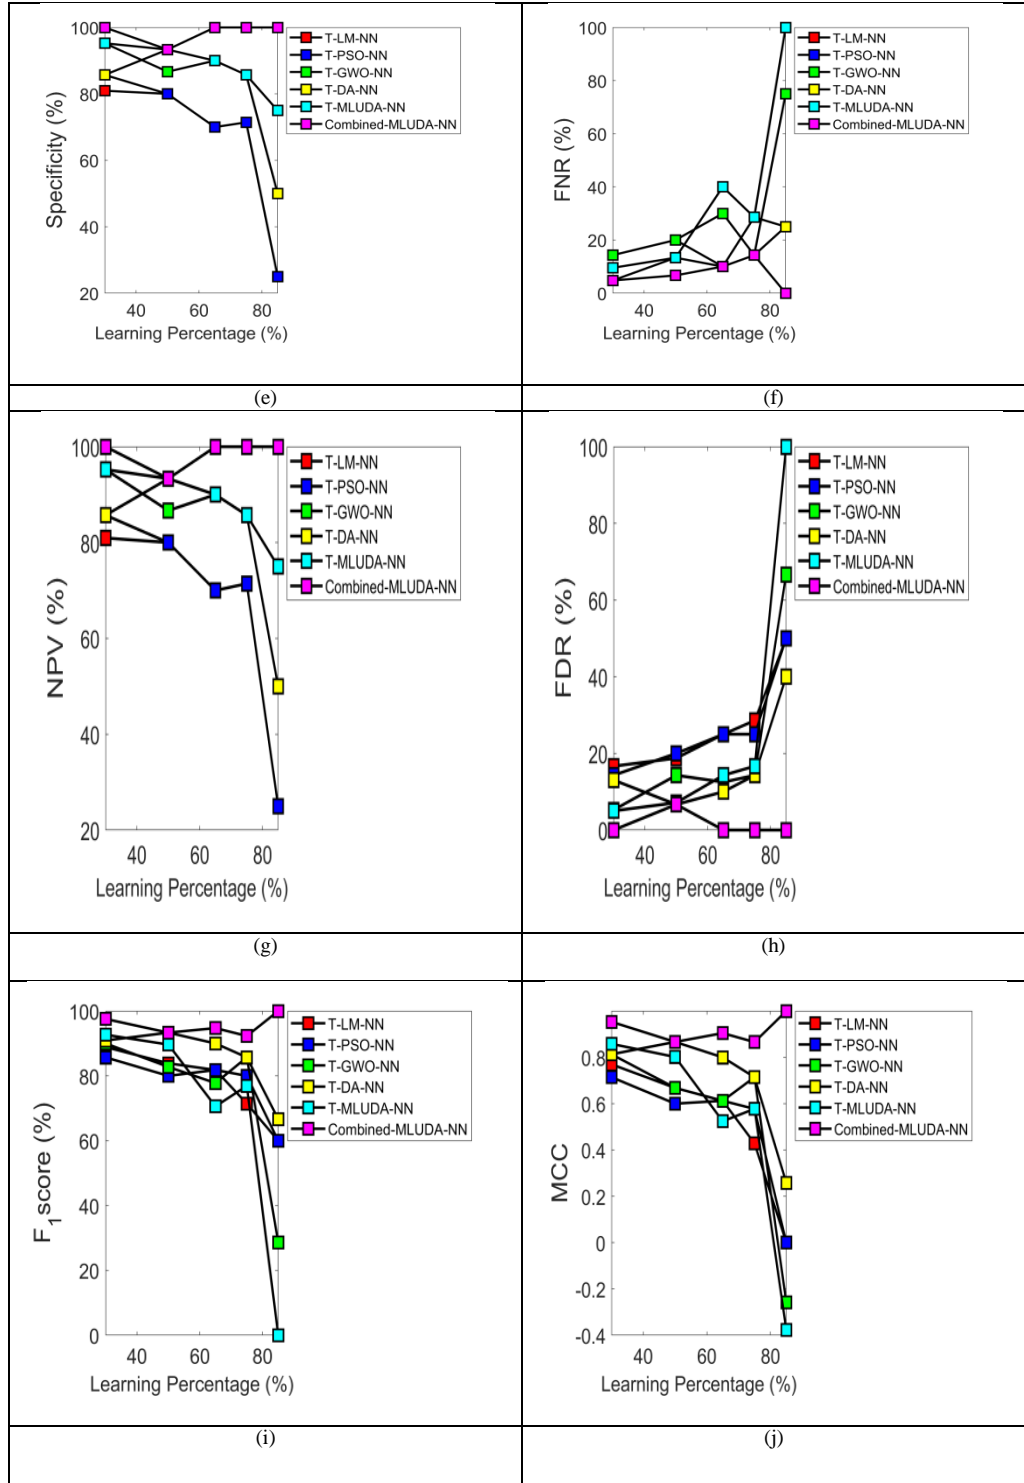 100
80
60
40
20
Specificity (%)
40 60 80
Learning Percentage (%)
T-LM-NN
T-PSO-NN
T-GWO-NN
T-DA-NN
T-MLUDA-NN
Combined-MLUDA-NN
100
80
60
40
20
0
FNR (%)
40 60 80
Learning Percentage (%)
T-LM-NN
T-PSO-NN
T-GWO-NN
T-DA-NN
T-MLUDA-NN
Combined-MLUDA-NN
(e)
(f)
100
80
60
40
20
NPV (%)
40 60 80
Learning Percentage (%)
T-LM-NN
T-PSO-NN
T-GWO-NN
T-DA-NN
T-MLUDA-NN
Combined-MLUDA-NN
100
80
60
40
20
0
FDR (%)
40 60 80
Learning Percentage (%)
T-LM-NN
T-PSO-NN
T-GWO-NN
T-DA-NN
T-MLUDA-NN
Combined-MLUDA-NN
(g)
(h)
100
80
60
40
20
0
F1score (%)
40 60 80
Learning Percentage (%)
T-LM-NN
T-PSO-NN
T-GWO-NN
T-DA-NN
T-MLUDA-NN
Combined-MLUDA-NN
0.8
0.6
0.4
0.2
0
-0.2
-0.4
MCC
40 60 80
Learning Percentage (%)
T-LM-NN
T-PSO-NN
T-GWO-NN
T-DA-NN
T-MLUDA-NN
Combined-MLUDA-NN
(i)
(j)